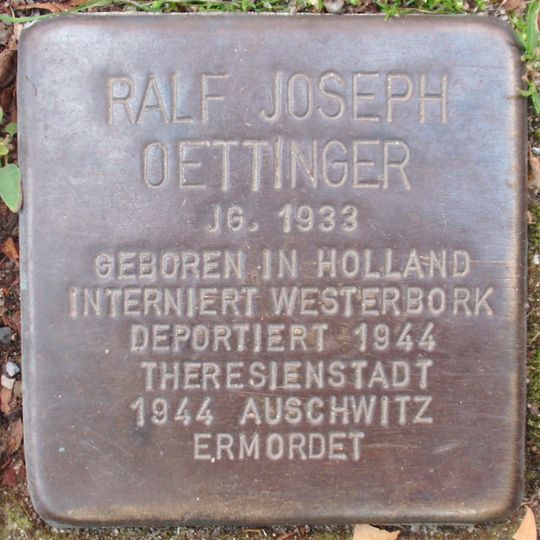 RALF JOSEPH
OETTINGER
JG. 1933
GEBOREN IN HOLLAND
INTERNIERT WESTERBORK
DEPORTIERT 1944
THERESIENSTADT
1944 AUSCHWITZ
ERMORDET